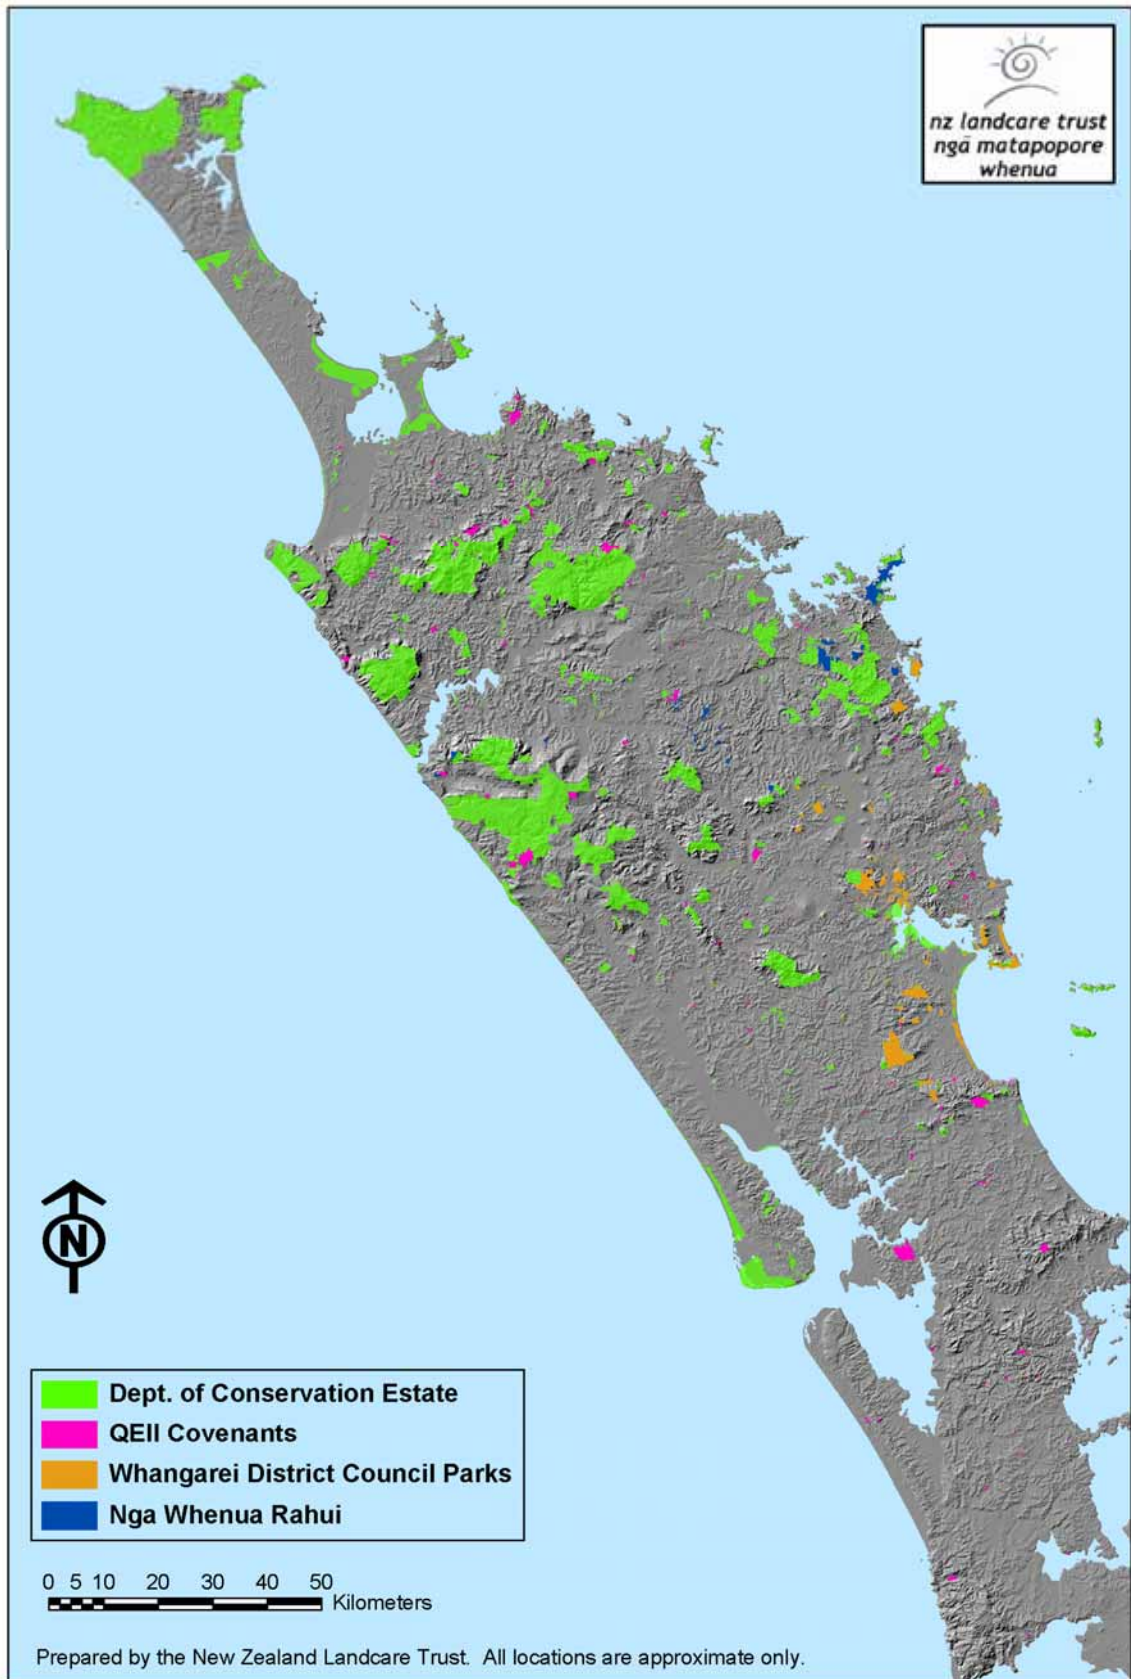 nz landcare trust
ngā matapopore
whenua
N
Dept. of Conservation Estate
QEII Covenants
Whangarei District Council Parks
Nga Whenua Rahui
0 5 10 20 30 40 50
Kilometers
Prepared by the New Zealand Landcare Trust. All locations are approximate only.